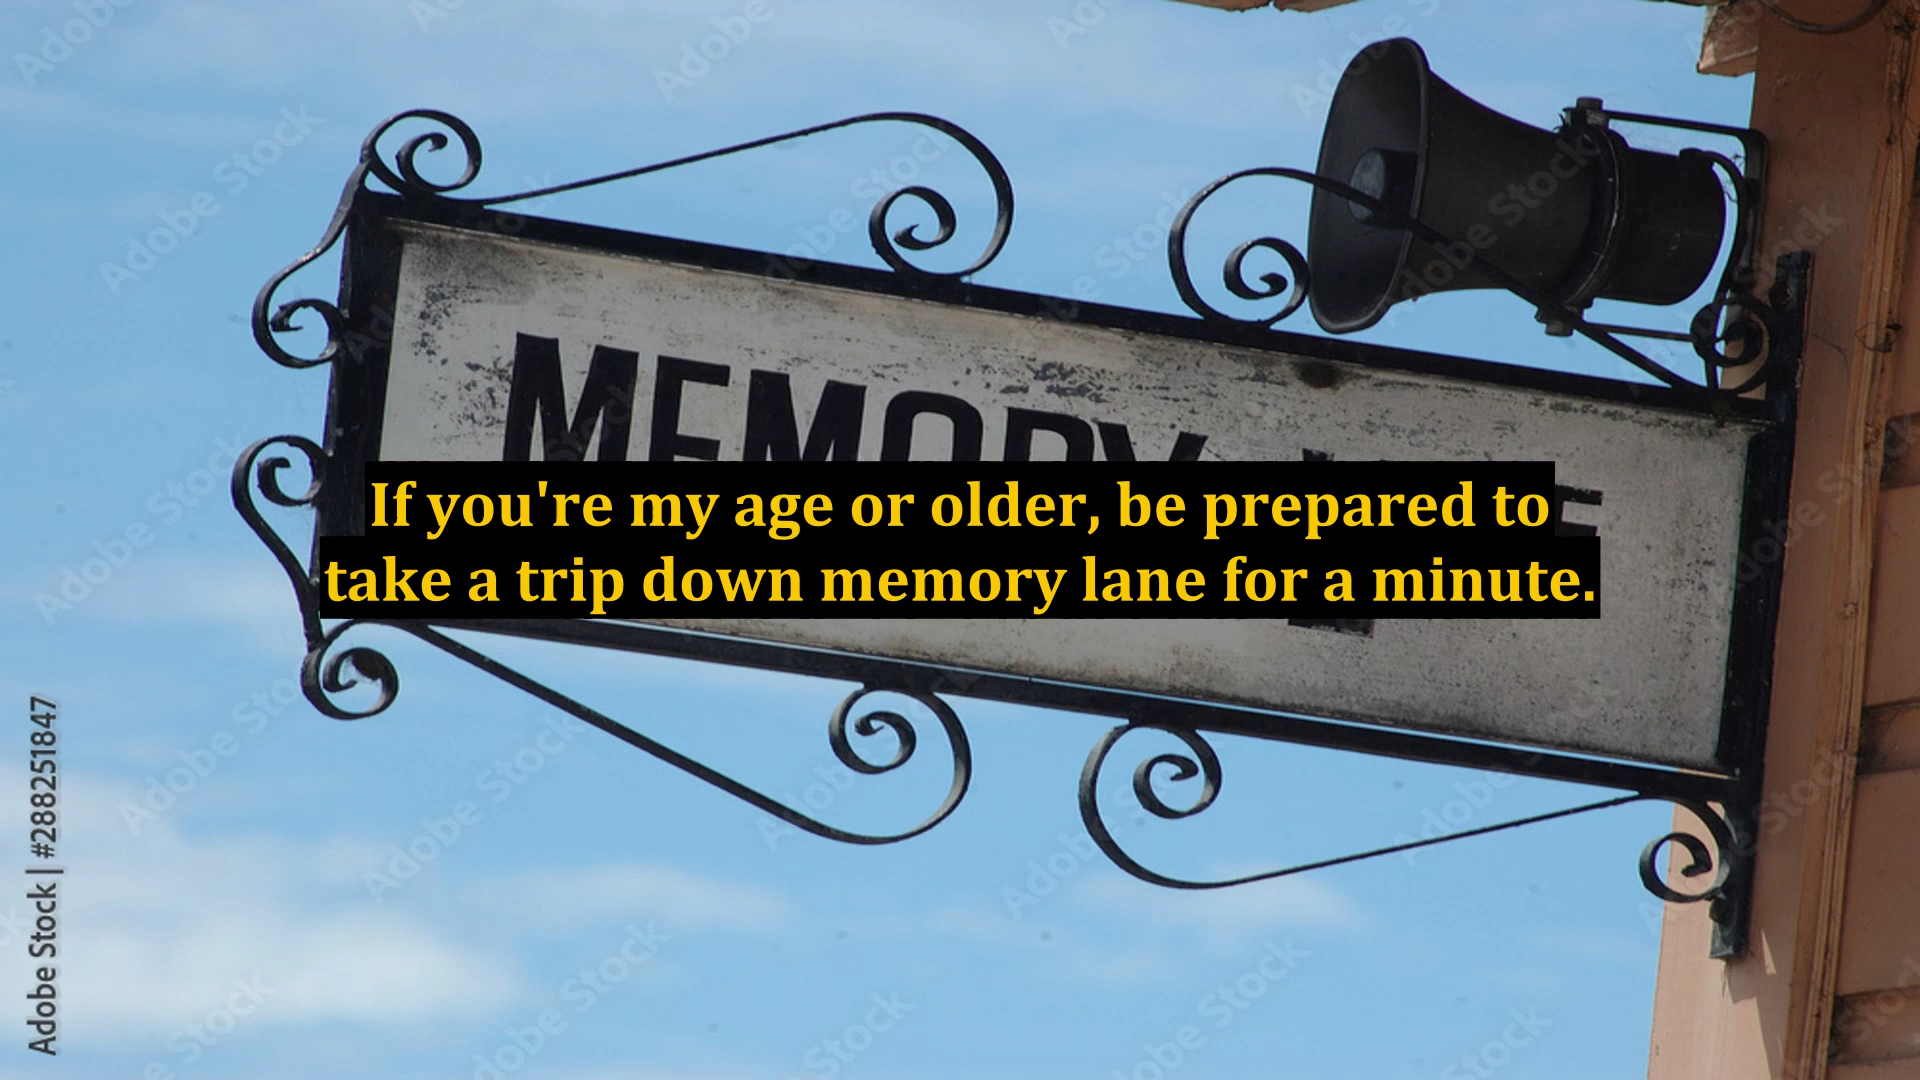 MEMORY
If you're my age or older, be prepared to
take a trip down memory lane for a minute.
Adobe Stock | #288251847